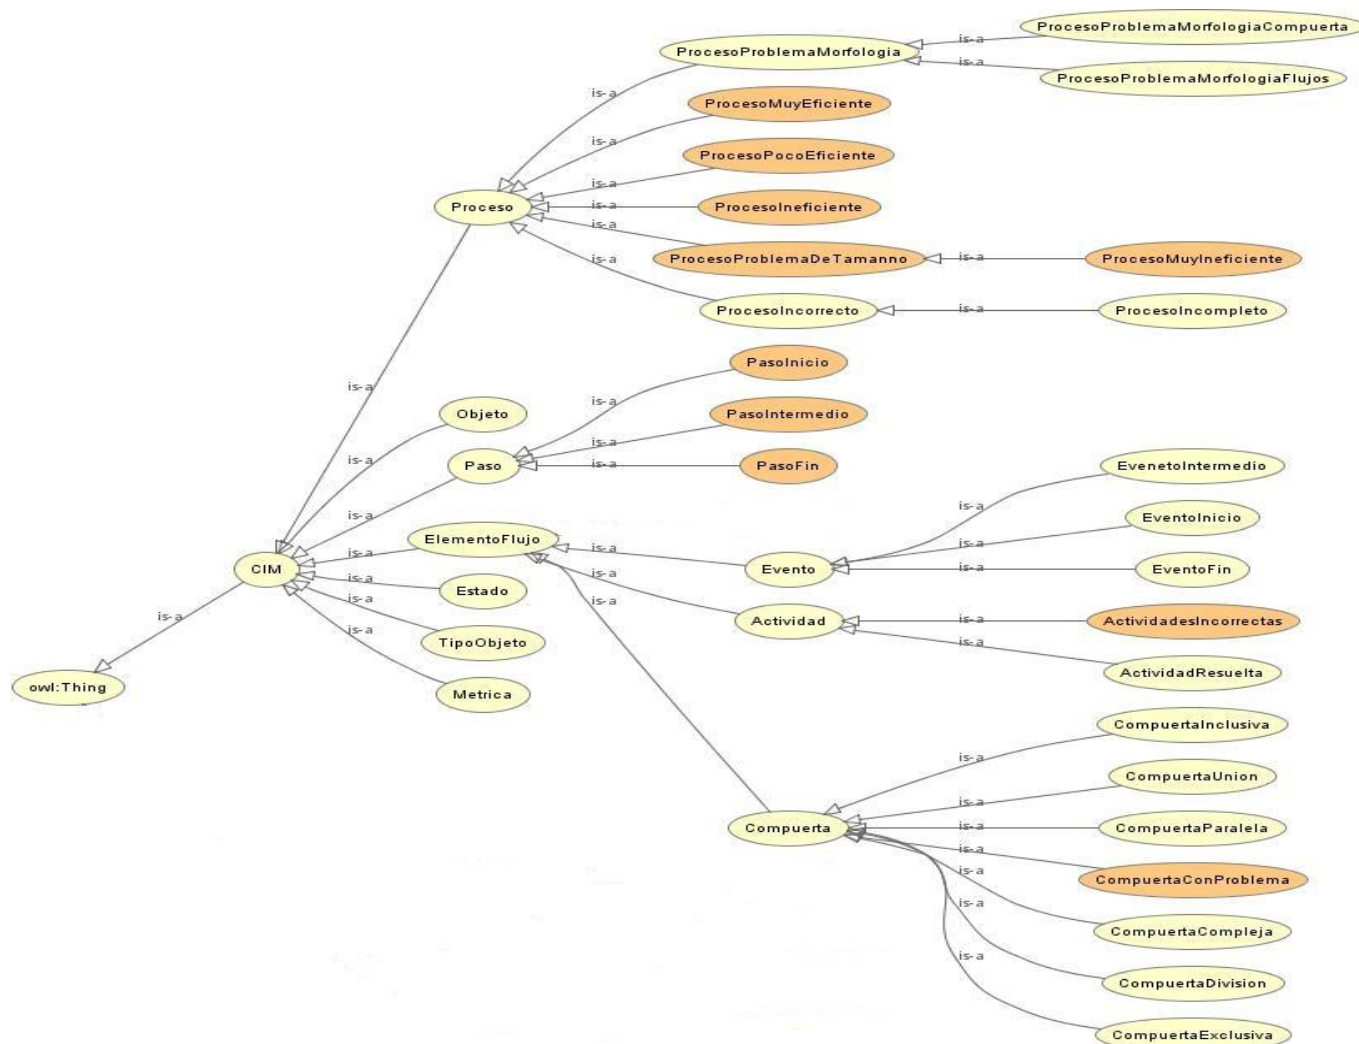 ProcesoProblemaMorfologiaCompuerta
is-a
ProcesoProblemaMorfologia
is-a
ProcesoProblemaMorfologiaFlujos
is-a
ProcesoMuyEficiente
is-a
ProcesoPocoEficiente
is-a
Proceso
is-a
ProcesoIneficiente
is-a
ProcesoProblemaDeTamanno
is-a
ProcesoMuyIneficiente
is-a
ProcesoIncorrecto
is-a
ProcesoIncompleto
is-a
PasoInicio
is-a
Objeto
PasoIntermedio
is-a
is-a
Paso
is-a
PasoFin
EvenetoIntermedio
is-a
is-a
EventoInicio
ElementoFlujo
is-a
is-a
is-a
CIM
Evento
is-a
EventoFin
is-a
is-a
Estado
is-a
is-a
Actividad
is-a
ActividadesIncorrectas
is-a
TipoObjeto
is-a
ActividadResuelta
owl:Thing
Metrica
CompuertaInclusiva
is-a
CompuertaUnion
is-a
Compuerta
is-a
CompuertaParalela
is-a
CompuertaConProblema
is-a
is-a
CompuertaCompleja
is-a
CompuertaDivision
CompuertaExclusiva